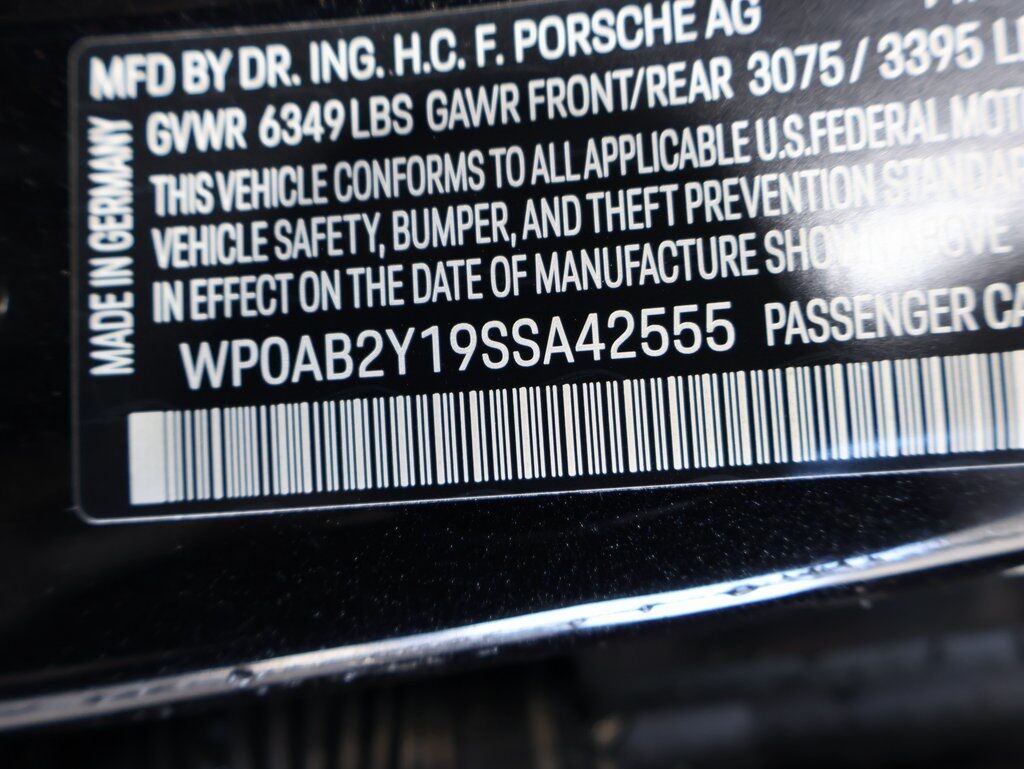 MFD BY DR. ING. H.C. F. PORSCHE AG
GVWR 6349 LBS GAWR FRONT/REAR 3075 / 3395
THIS VEHICLE CONFORMS TO ALL APPLICABLE U.S.FEDERAL
VEHICLE SAFETY, BUMPER, AND THEFT PREVENTION
IN EFFECT ON THE DATE OF MANUFACTURE SHOWN ABOVE
WP0AB2Y19SSA42555 PASSENGER
MADE IN GERMANY